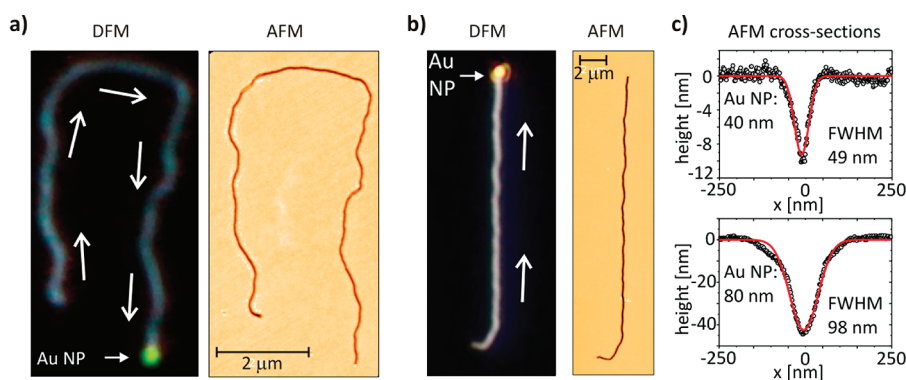 a)
DFM
AFM
Au NP
2 μm
b)
DFM
AFM
Au
NP
2 μm
c)
AFM cross-sections
height [nm]
0
-4
-8
-12
Au NP:
40 nm
FWHM
49 nm
-250
0
250
x [nm]
height [nm]
0
-20
-40
Au NP:
80 nm
FWHM
98 nm
-250
0
250
x [nm]